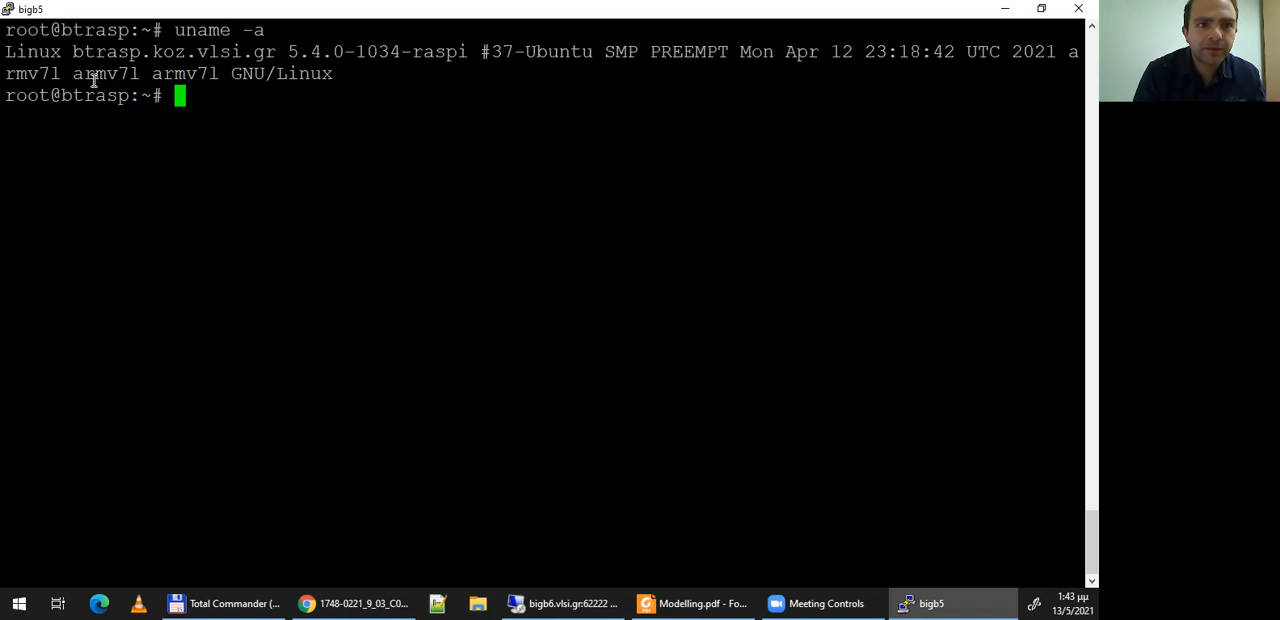 bigb5
root@btrasp:~# uname -a
Linux btrasp.koz.vlsi.gr 5.4.0-1034-raspi #37-Ubuntu SMP PREEMPT Mon Apr 12 23:18:42 UTC 2021 a
rmv7l armv7l armv7l GNU/Linux
root@btrasp:~#
Total Commander (... 1748-0221_9_03_C0... bigb6.vlsi.gr:62222 ... Modelling.pdf - Fo... Meeting Controls bigb5 1:43 μμ
13/5/2021